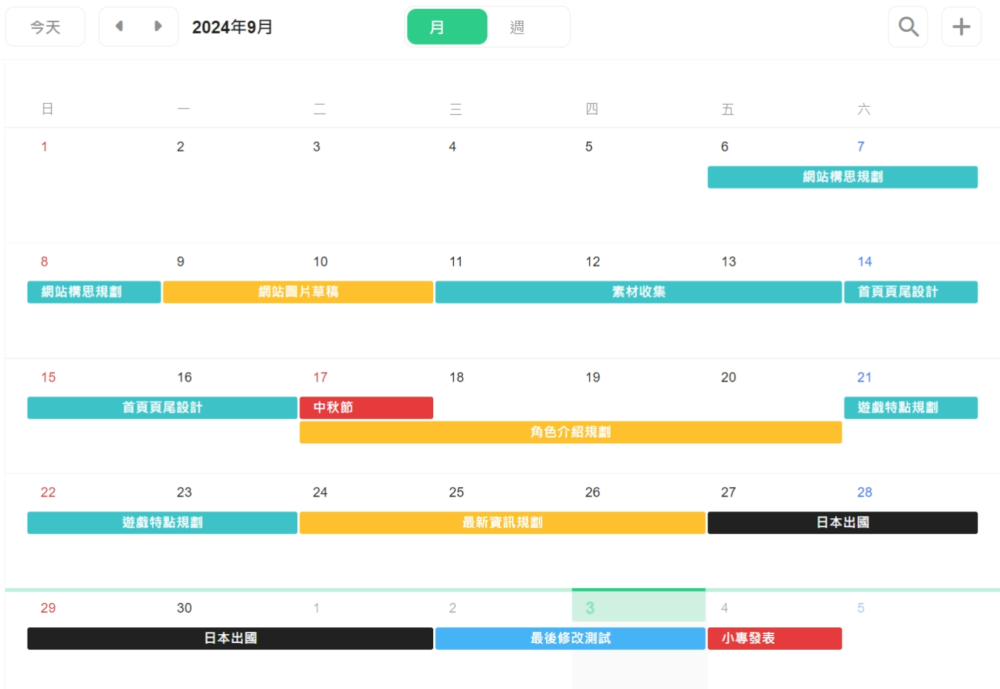 今天 2024年9月 月 週
日 一 二 三 四 五 六
1 2 3 4 5 6 7
網站構思規劃
8 9 10 11 12 13 14
網站構思規劃 網站圖片草稿 素材收集 首頁頁尾設計
15 16 17 18 19 20 21
首頁頁尾設計 中秋節 遊戲特點規劃
角色介紹規劃
22 23 24 25 26 27 28
遊戲特點規劃 最新資訊規劃 日本出國
29 30 1 2 3 4 5
日本出國 最後修改測試 小專發表